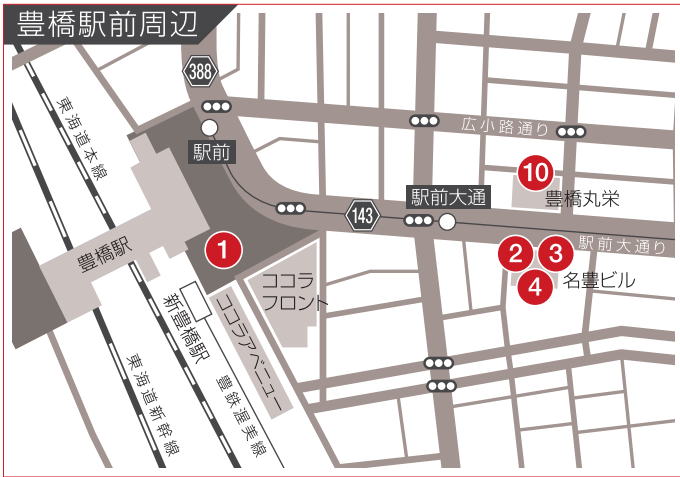 豊橋駅前周辺
388
東海道本線
駅前
広小路通り
10
豊橋丸栄
143
駅前大通
駅前大通り
豊橋駅
1
2
3
4
名豊ビル
ココラ
フロント
新豊橋駅
ココラアベニュー
東海道新幹線
豊鉄渥美線